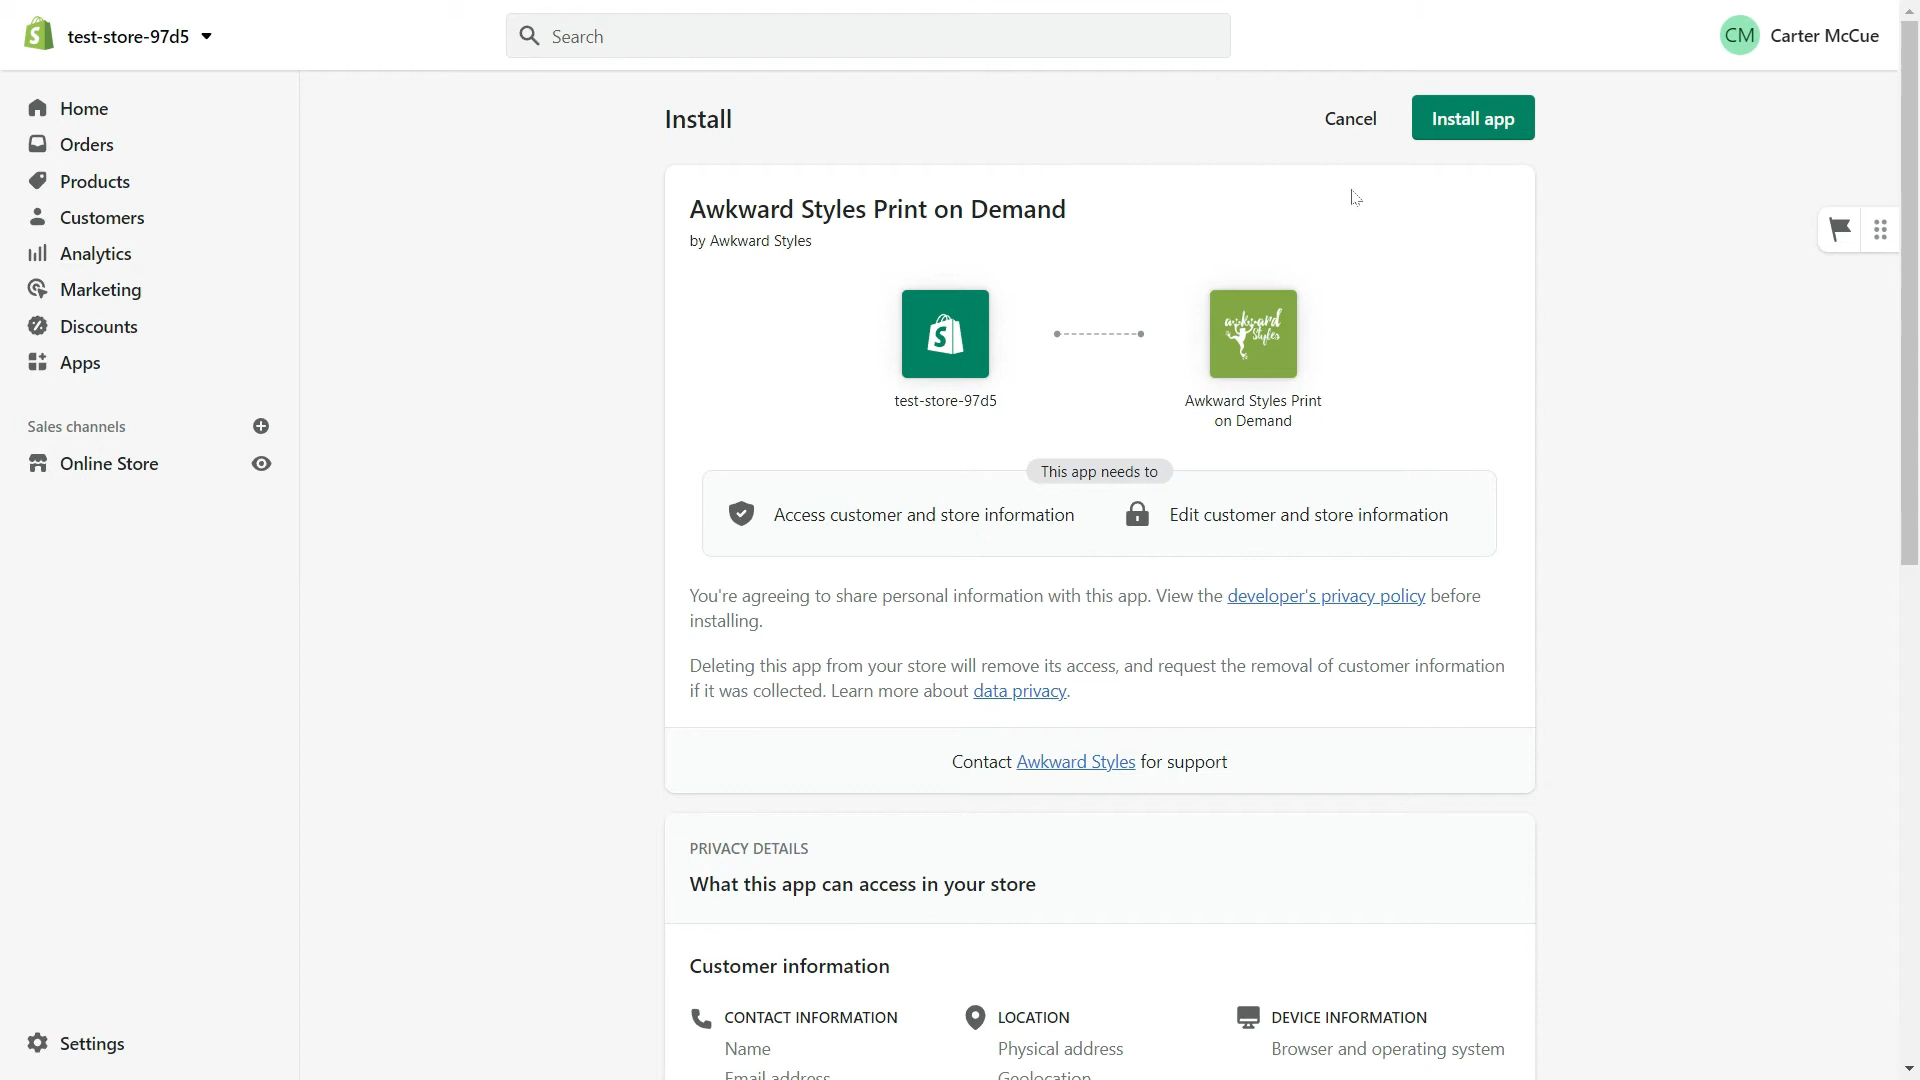 test-store-97d5
Search
CM Carter McCue
Home
Orders
Products
Customers
Analytics
Marketing
Discounts
Apps
Sales channels
Online Store
Settings
Install
Cancel
Install app
Awkward Styles Print on Demand
by Awkward Styles
awkward
Styles
test-store-97d5
Awkward Styles Print
on Demand
This app needs to
Access customer and store information
Edit customer and store information
You're agreeing to share personal information with this app. View the developer's privacy policy before
installing.
Deleting this app from your store will remove its access, and request the removal of customer information
if it was collected. Learn more about data privacy.
Contact Awkward Styles for support
PRIVACY DETAILS
What this app can access in your store
Customer information
CONTACT INFORMATION
Name
Email address
LOCATION
Physical address
Geolocation
DEVICE INFORMATION
Browser and operating system